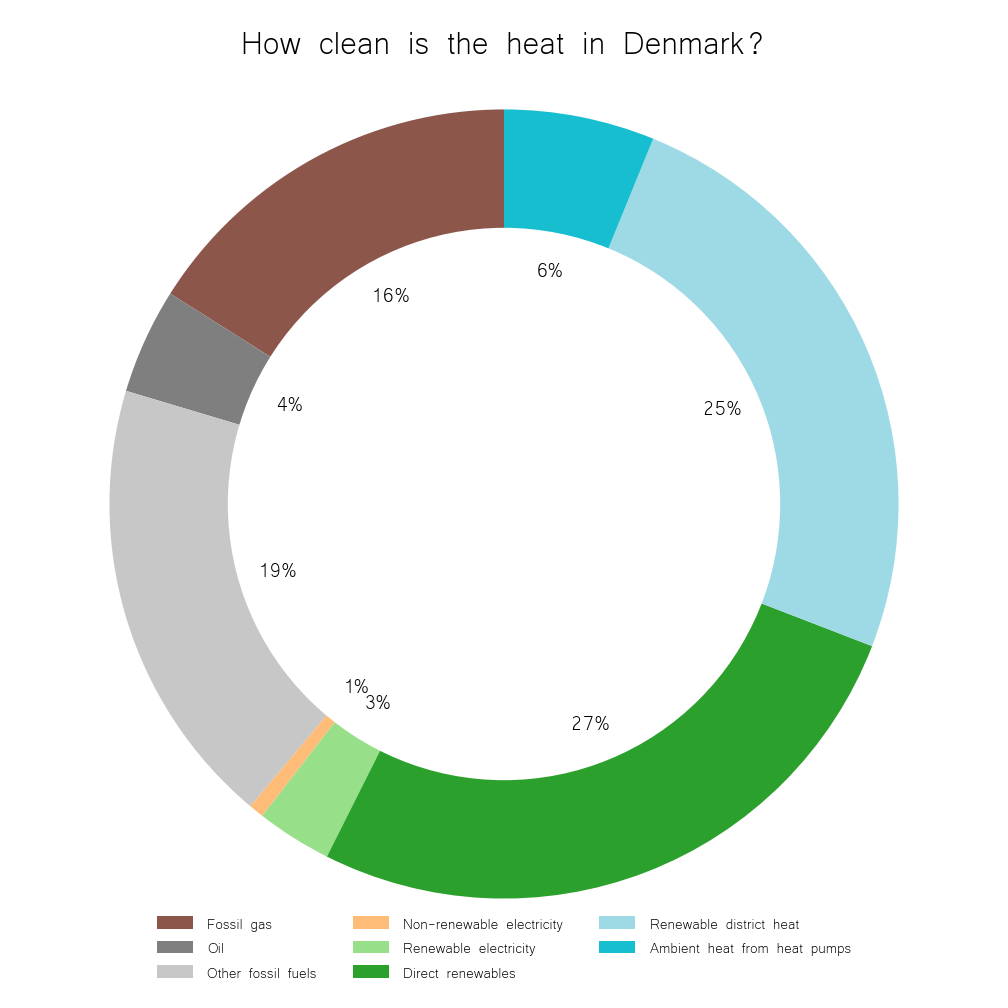 How clean is the heat in Denmark?
6%
16%
4%
25%
19%
1%
3%
27%
Fossil gas
Oil
Other fossil fuels
Non-renewable electricity
Renewable electricity
Direct renewables
Renewable district heat
Ambient heat from heat pumps